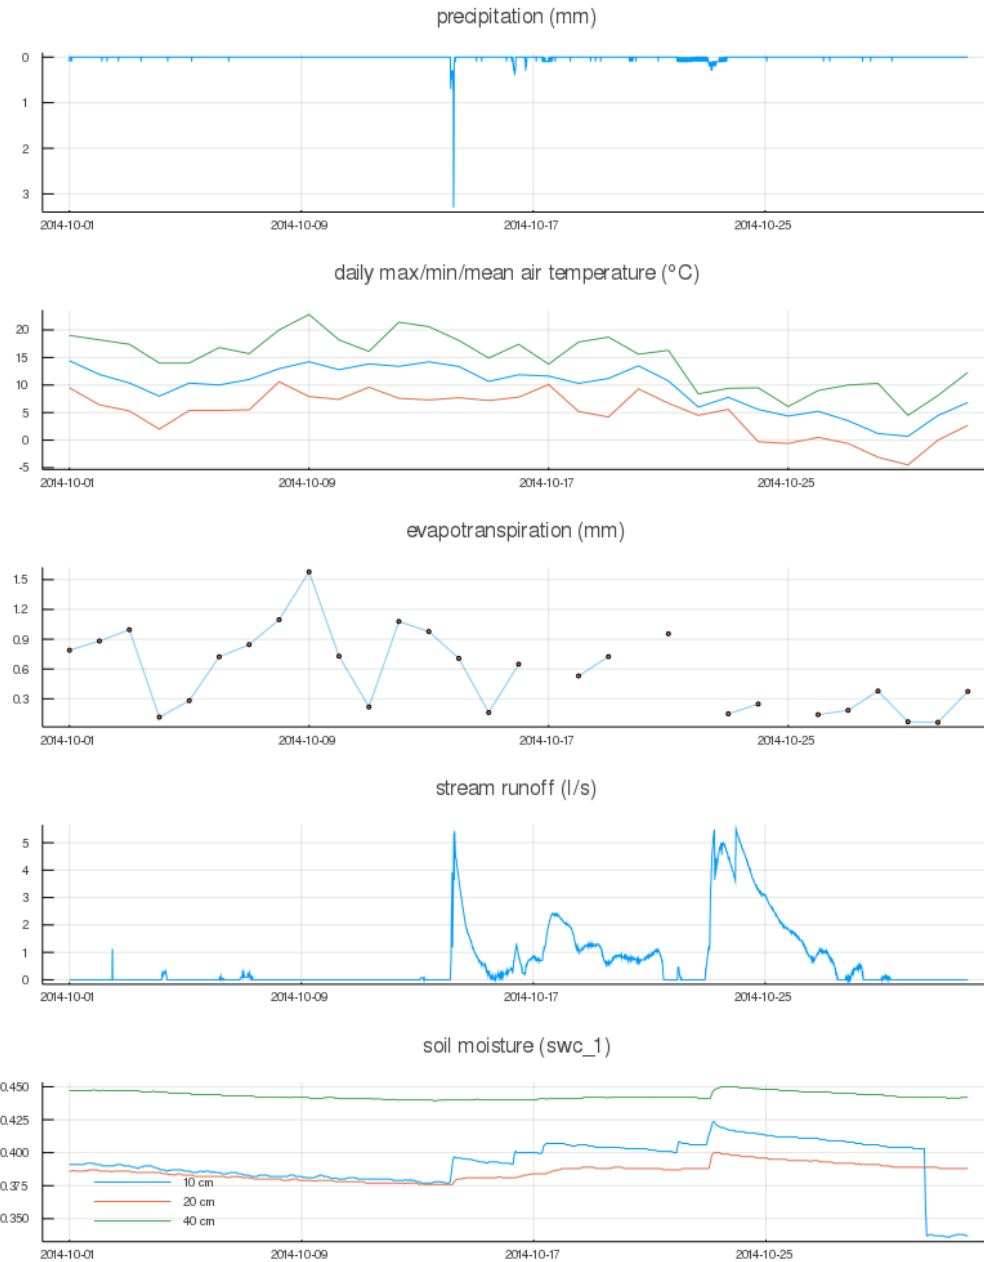 precipitation (mm)
0
1
2
3
2014-10-01 2014-10-09 2014-10-17 2014-10-25
daily max/min/mean air temperature (°C)
20
15
10
5
0
-5
2014-10-01 2014-10-09 2014-10-17 2014-10-25
evapotranspiration (mm)
1.5
1.2
0.9
0.6
0.3
2014-10-01 2014-10-09 2014-10-17 2014-10-25
stream runoff (l/s)
5
4
3
2
1
0
2014-10-01 2014-10-09 2014-10-17 2014-10-25
soil moisture (swc_1)
0.450
0.425
0.400
0.375
0.350
10 cm
20 cm
40 cm
2014-10-01 2014-10-09 2014-10-17 2014-10-25